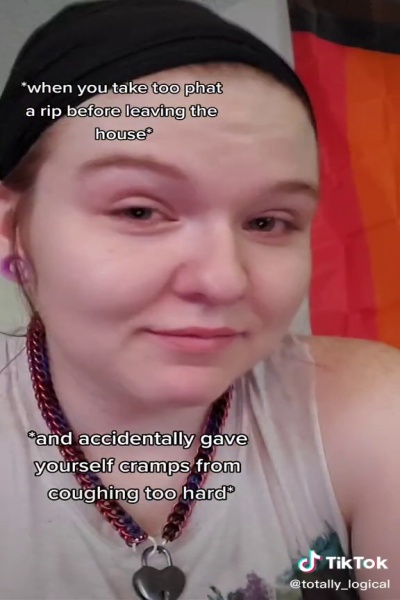 *when you take too phat
a rip before leaving the
house*
*and accidentally gave
yourself cramps from
coughing too hard*
TikTok
@totally_logical